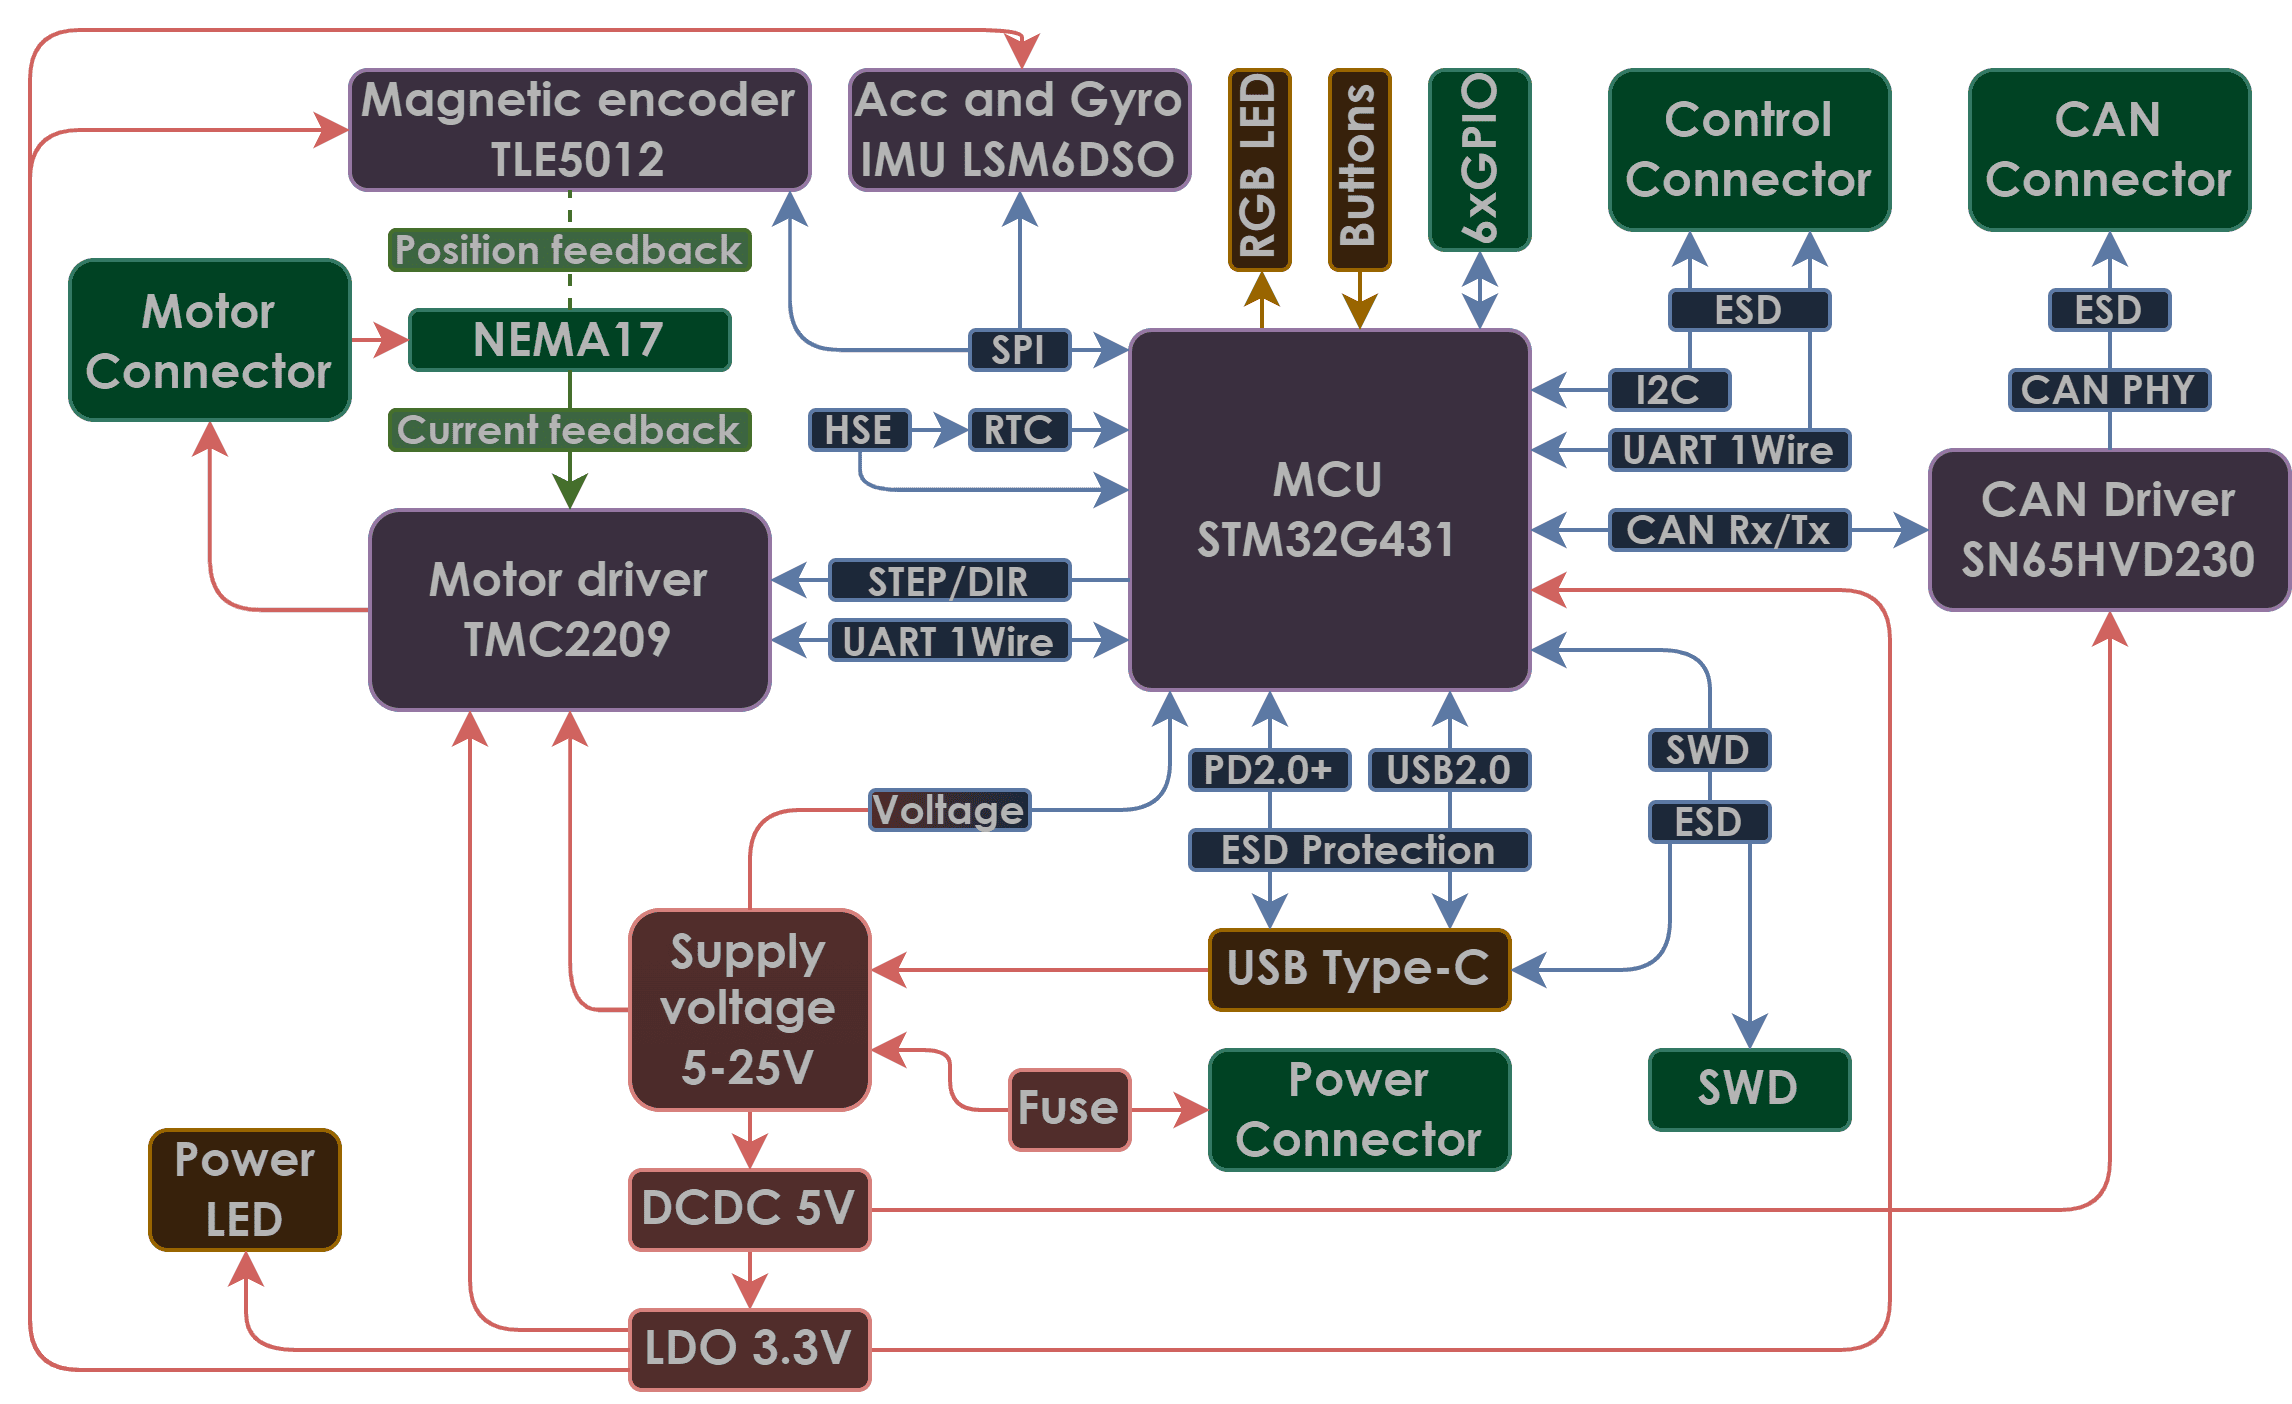 Magnetic encoder
TLE5012
Acc and Gyro
IMU LSM6DSO
RGB LED
Buttons
6xGPIO
Control
Connector
CAN
Connector
Position feedback
Motor
Connector
NEMA17
SPI
ESD
ESD
I2C
CAN PHY
Current feedback
HSE
RTC
UART 1Wire
MCU
STM32G431
CAN Rx/Tx
CAN Driver
SN65HVD230
Motor driver
TMC2209
STEP/DIR
UART 1Wire
PD2.0+
USB2.0
SWD
Voltage
ESD Protection
ESD
Supply
voltage
5-25V
USB Type-C
Fuse
Power
Connector
SWD
Power
LED
DCDC 5V
LDO 3.3V